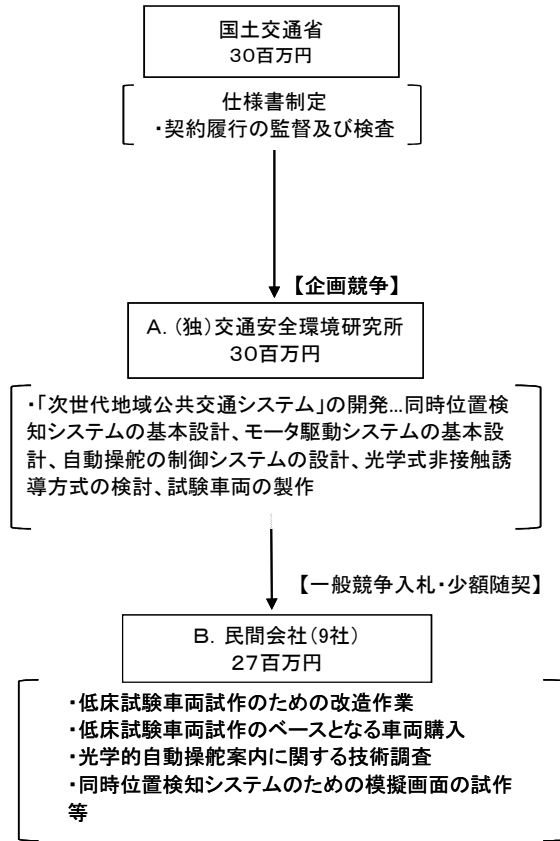 国土交通省
30百万円
仕様書制定
・契約履行の監督及び検査
【企画競争】
A.（独）交通安全環境研究所
30百万円
・「次世代地域公共交通システム」の開発...同時位置検
知システムの基本設計、モータ駆動システムの基本設
計、自動操舵の制御システムの設計、光学式非接触誘
導方式の検討、試験車両の製作
【一般競争入札・少額随契】
B. 民間会社（9社）
27百万円
・低床試験車両試作のための改造作業
・低床試験車両試作のベースとなる車両購入
・光学的自動操舵案内に関する技術調査
・同時位置検知システムのための模擬画面の試作
等